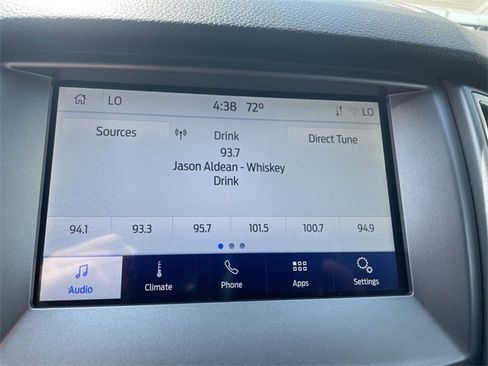 LO 4:38 72° LO
Sources Drink Direct Tune
93.7
Jason Aldean - Whiskey
Drink
94.1 93.3 95.7 101.5 100.7 94.9
Audio Climate Phone Apps Settings